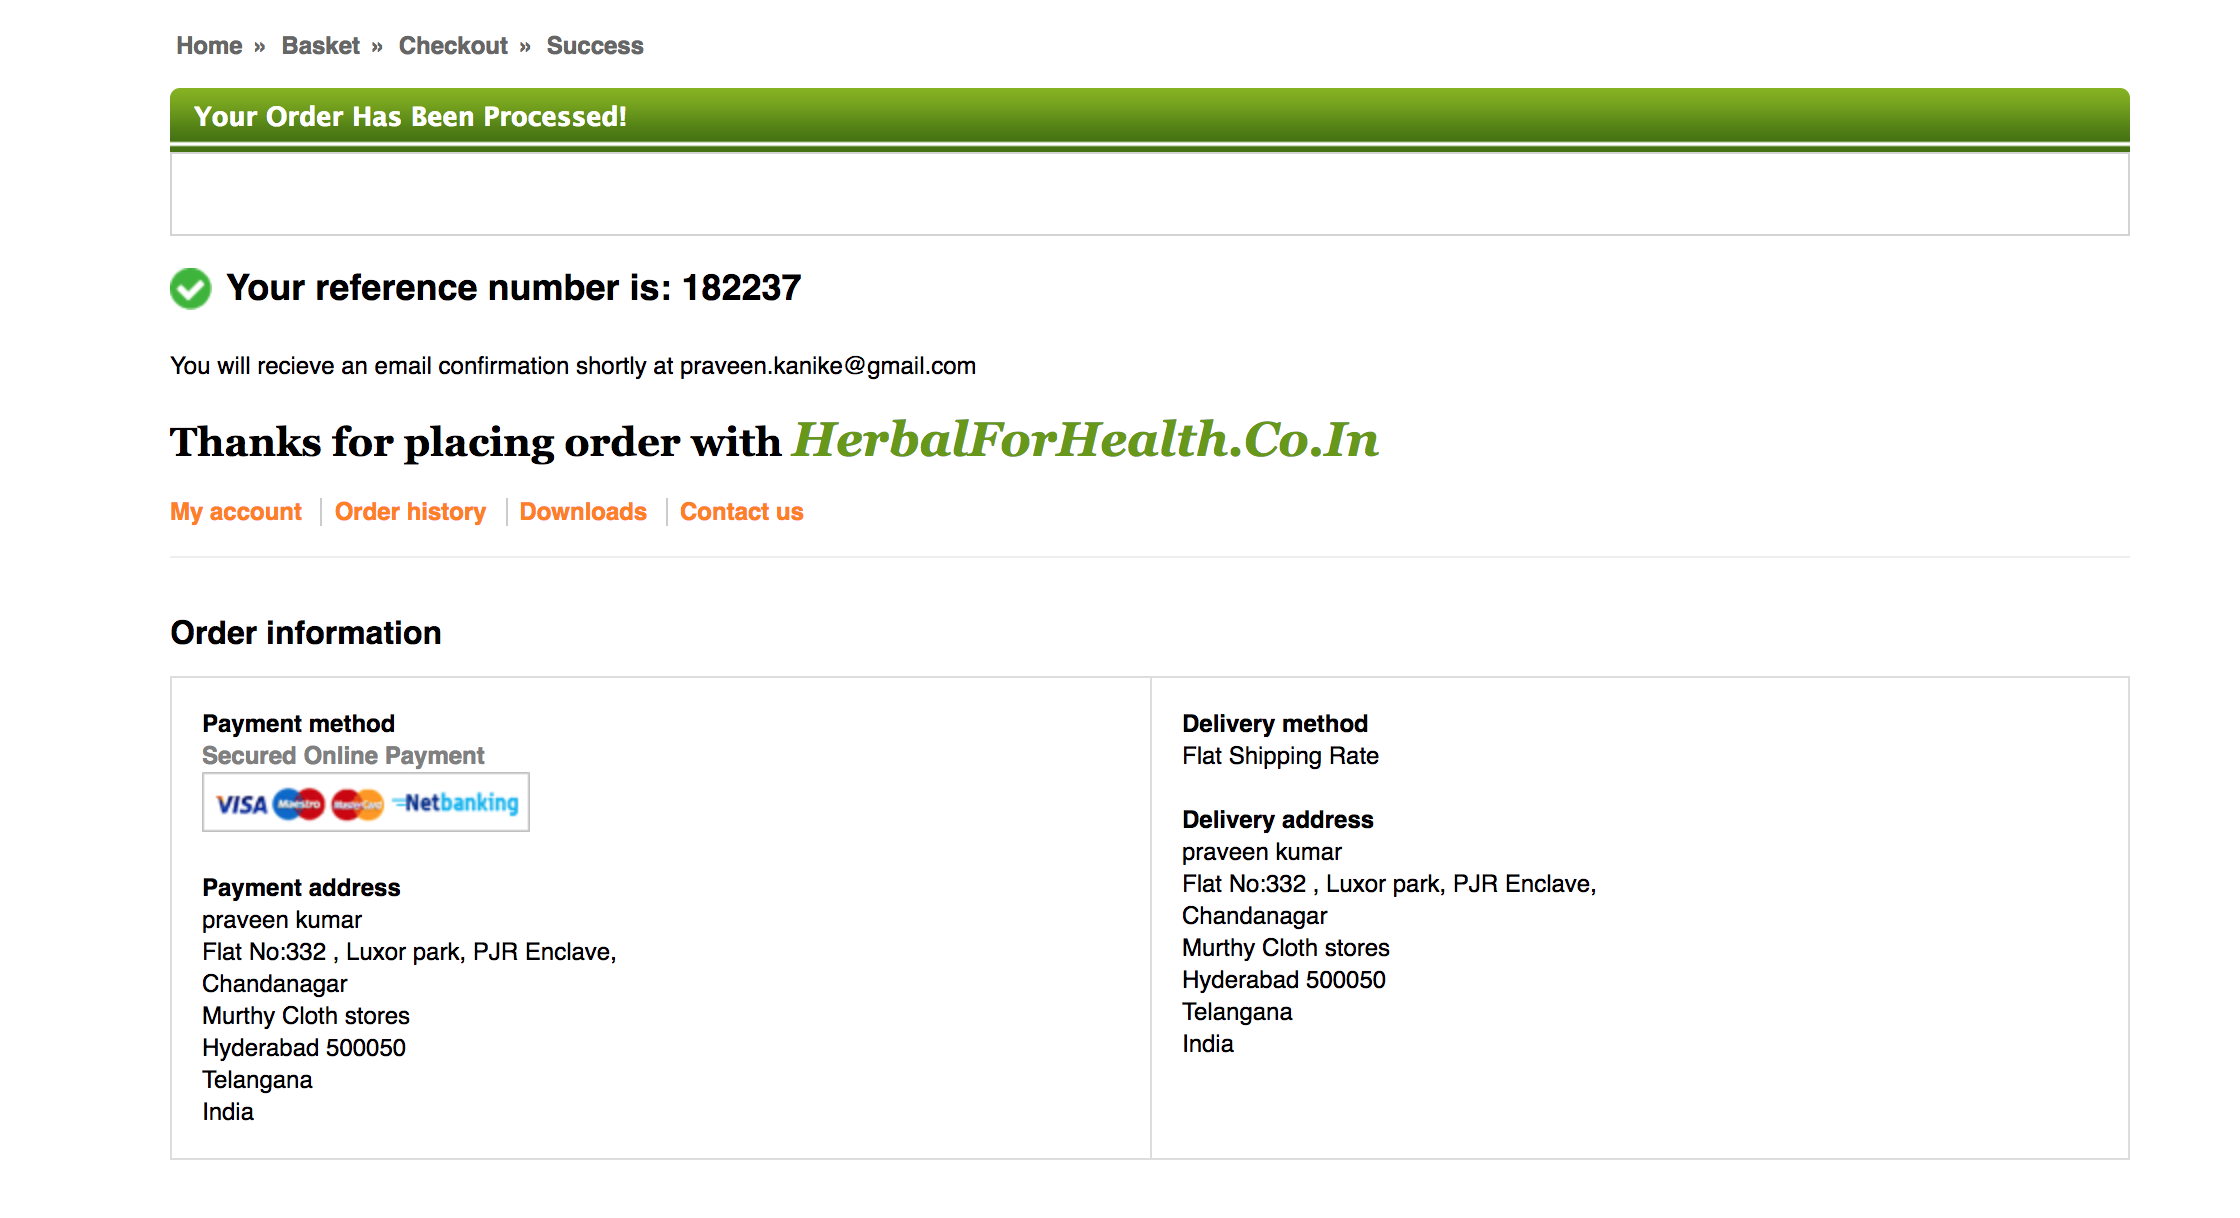 Home » Basket » Checkout » Success
Your Order Has Been Processed!
Your reference number is: 182237
You will recieve an email confirmation shortly at praveen.kanike@gmail.com
Thanks for placing order with HerbalForHealth.Co.In
My account Order history Downloads Contact us
Order information
Payment method
Secured Online Payment
VISA Maestro MasterCard Netbanking
Payment address
praveen kumar
Flat No:332 , Luxor park, PJR Enclave,
Chandanagar
Murthy Cloth stores
Hyderabad 500050
Telangana
India
Delivery method
Flat Shipping Rate
Delivery address
praveen kumar
Flat No:332 , Luxor park, PJR Enclave,
Chandanagar
Murthy Cloth stores
Hyderabad 500050
Telangana
India